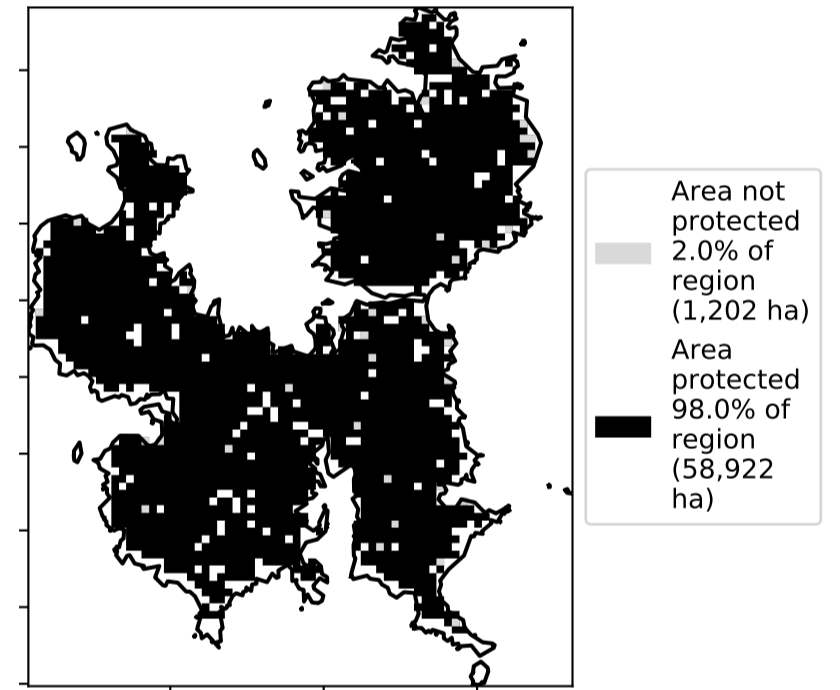 Area not
protected
2.0% of
region
(1,202 ha)
Area
protected
98.0% of
region
(58,922
ha)